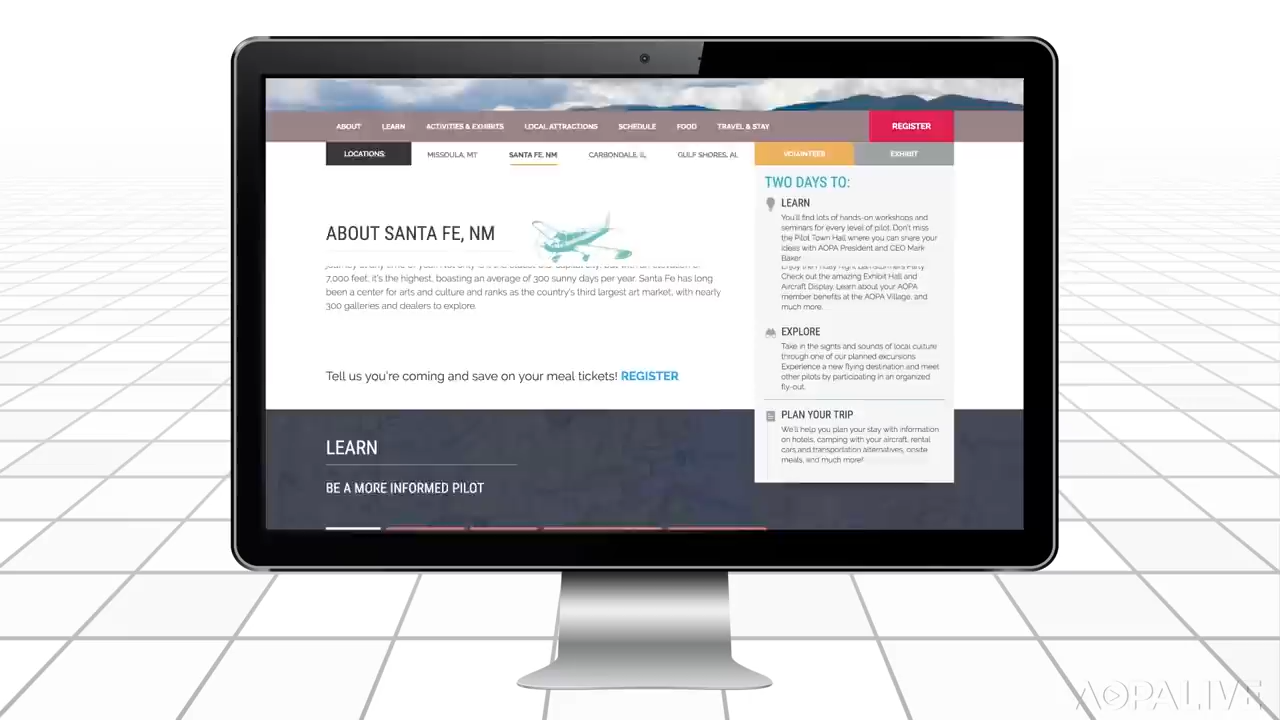 ABOUT LEARN ACTIVITIES & EXHIBITS LOCAL ATTRACTIONS SCHEDULE FOOD TRAVEL & STAY REGISTER
LOCATIONS: MISSOULA, MT SANTA FE, NM CARBONDALE, IL GULF SHORES, AL VOLUNTEER EXHIBIT
ABOUT SANTA FE, NM
7,000 feet, it's the highest, boasting an average of 300 sunny days per year. Santa Fe has long
been a center for arts and culture and ranks as the country's third largest art market, with nearly
300 galleries and dealers to explore.
Tell us you're coming and save on your meal tickets! REGISTER
LEARN
BE A MORE INFORMED PILOT
TWO DAYS TO:
LEARN
You'll find lots of hands-on workshops and
seminars for every level of pilot. Don't miss
the Pilot Town Hall where you can share your
ideas with AOPA President and CEO Mark
Baker
Enjoy the Friday Night Barnstormers Party.
Check out the amazing Exhibit Hall and
Aircraft Display. Learn about your AOPA
member benefits at the AOPA Village, and
much more.
EXPLORE
Take in the sights and sounds of local culture
through one of our planned excursions.
Experience a new flying destination and meet
other pilots by participating in an organized
fly-out.
PLAN YOUR TRIP
We'll help you plan your stay with information
on hotels, camping with your aircraft, rental
cars and transportation alternatives, onsite
meals, and much more!
AOPA LIVE